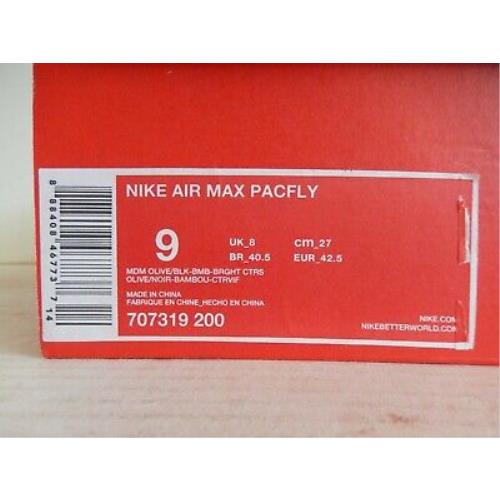 NIKE AIR MAX PACFLY
9
UK_8 cm_27
BR_40.5 EUR_42.5
MDM OLIVE/BLK-BMB-BRGHT CTRS
OLIVE/NOIR-BAMBOU-CTRVIF
MADE IN CHINA
FABRIQUE EN CHINE_HECHO EN CHINA
707319 200
NIKE.COM
NIKEBETTERWORLD.COM
8 88408 46773 7 14